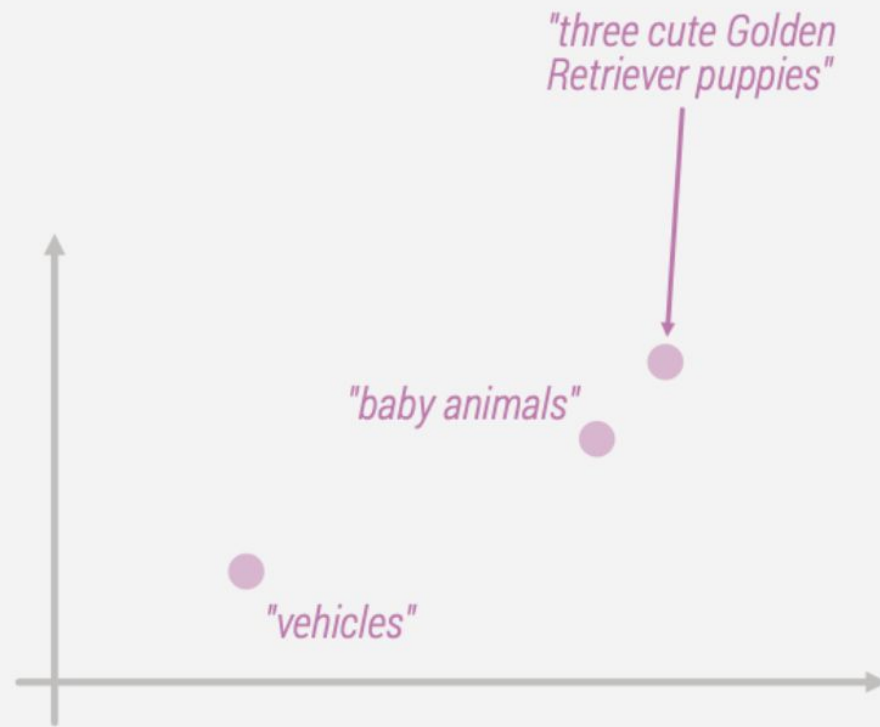 "three cute Golden
Retriever puppies"
"baby animals"
"vehicles"